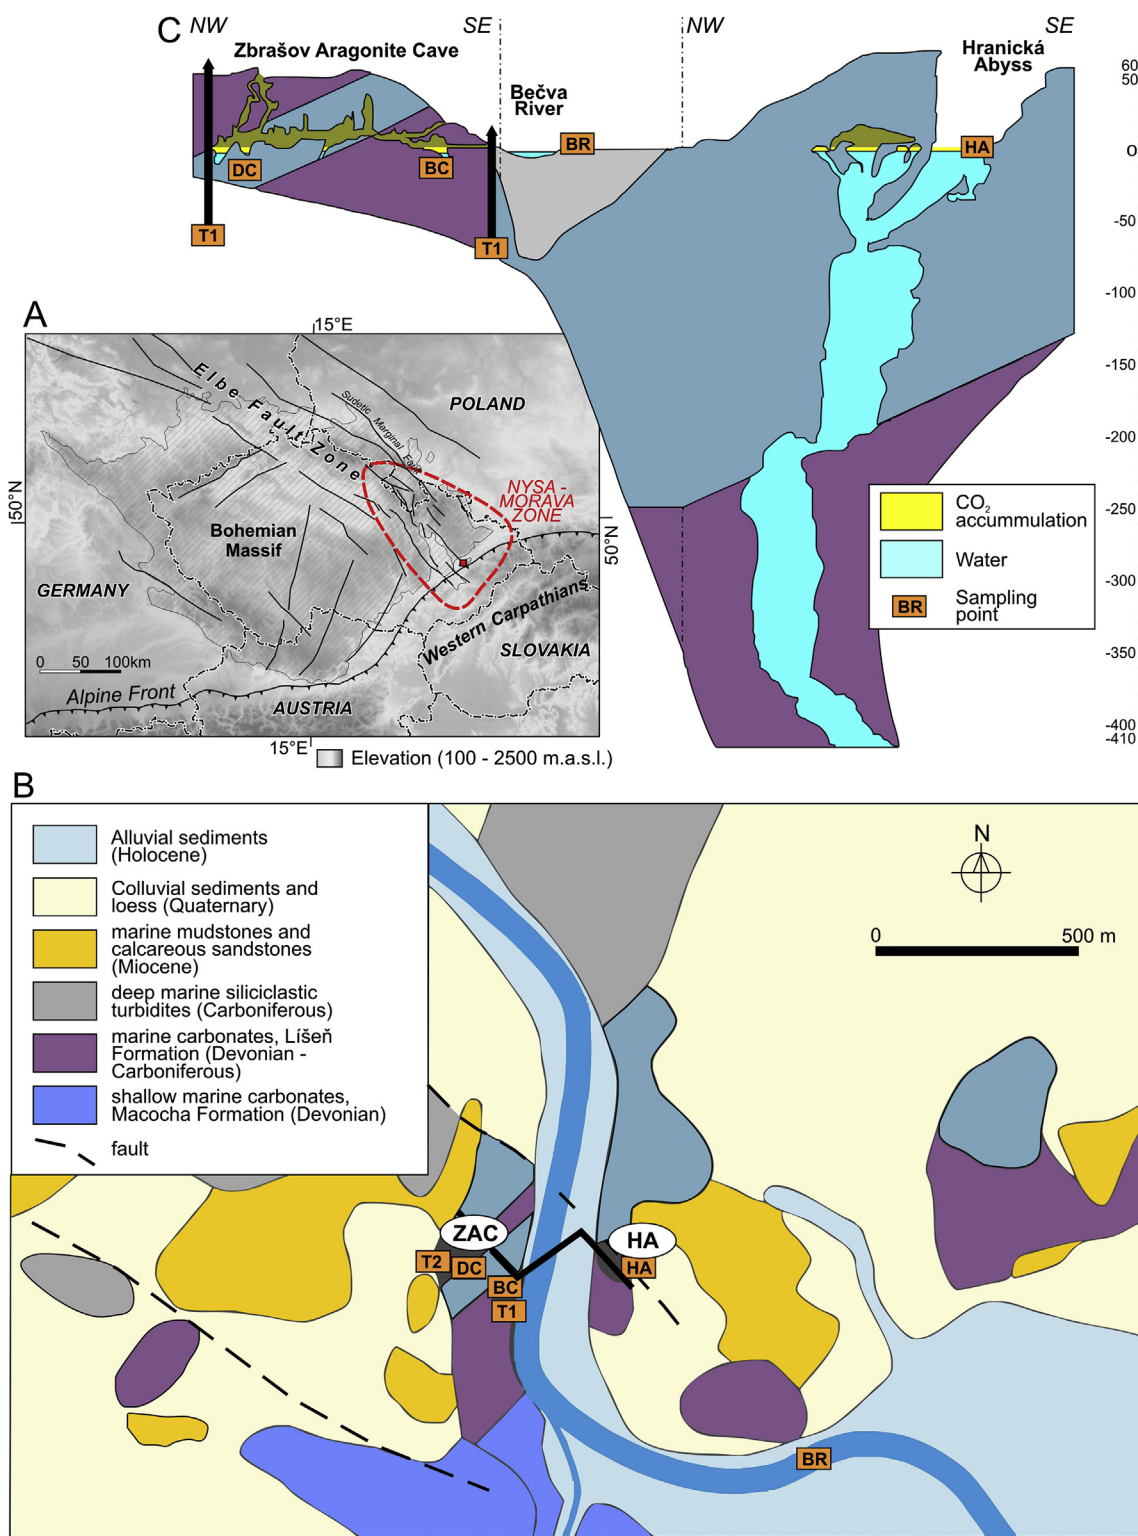 C
NW
SE
NW
SE
Zbrašov Aragonite Cave
Bečva
River
Hranická
Abyss
BR
HA
DC
BC
T1
T1
60
50
0
-50
-100
-150
-200
-250
-300
-350
-400
-410
CO2
accummulation
Water
BR
Sampling
point
A
15°E
Elbe Fault Zone
Sudetic Marginal Fault
POLAND
NYSA -
MORAVA
ZONE
50°N
50°N
Bohemian
Massif
GERMANY
Western Carpathians
SLOVAKIA
0 50 100km
Alpine Front
AUSTRIA
15°E
Elevation (100 - 2500 m.a.s.l.)
B
Alluvial sediments
(Holocene)
Colluvial sediments and
loess (Quaternary)
marine mudstones and
calcareous sandstones
(Miocene)
deep marine siliciclastic
turbidites (Carboniferous)
marine carbonates, Líšeň
Formation (Devonian -
Carboniferous)
shallow marine carbonates,
Macocha Formation (Devonian)
fault
N
0 500 m
ZAC
HA
T2
DC
HA
BC
T1
BR